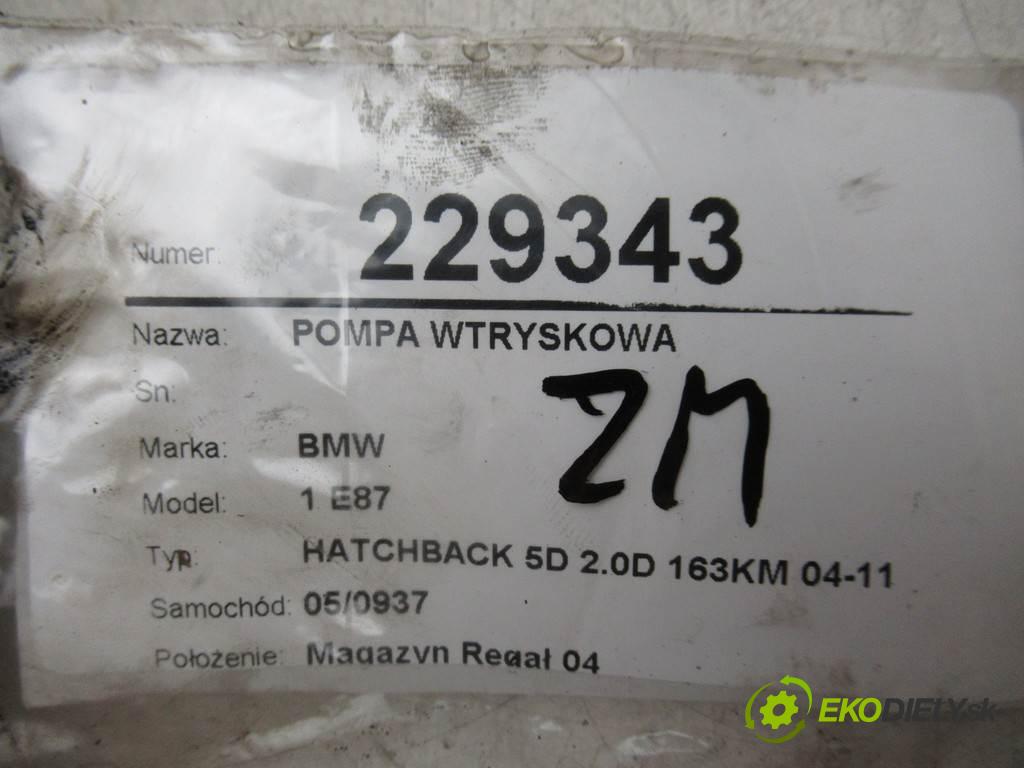 Numer: 229343
Nazwa: POMPA WTRYSKOWA
Sn:
Marka: BMW
Model: 1 E87
Typ: HATCHBACK 5D 2.0D 163KM 04-11
Samochód: 05/0937
Położenie: Magazyn Regał 04
ZM
EKODIELY.sk